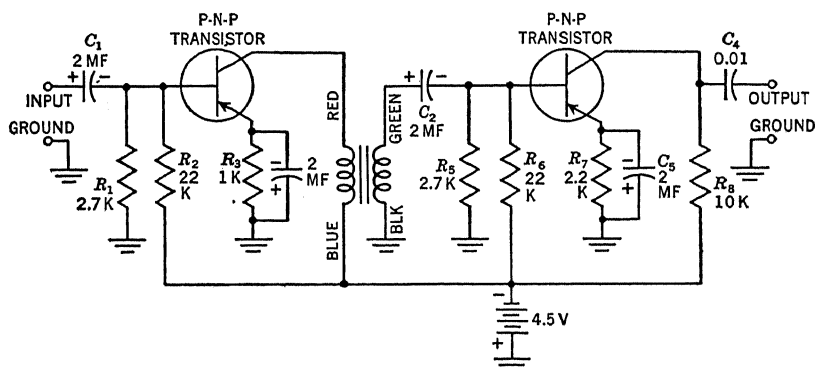 P-N-P
TRANSISTOR
C1
2 MF
+ -
INPUT
GROUND
R1
2.7K
R2
22
K
R3
1K
-
+
2
MF
RED
BLUE
GREEN
BLK
+ -
C2
2 MF
P-N-P
TRANSISTOR
R5
2.7K
R6
22
K
R7
2.2
K
-
+
C5
2
MF
C4
0.01
OUTPUT
GROUND
R8
10K
-
4.5V
+